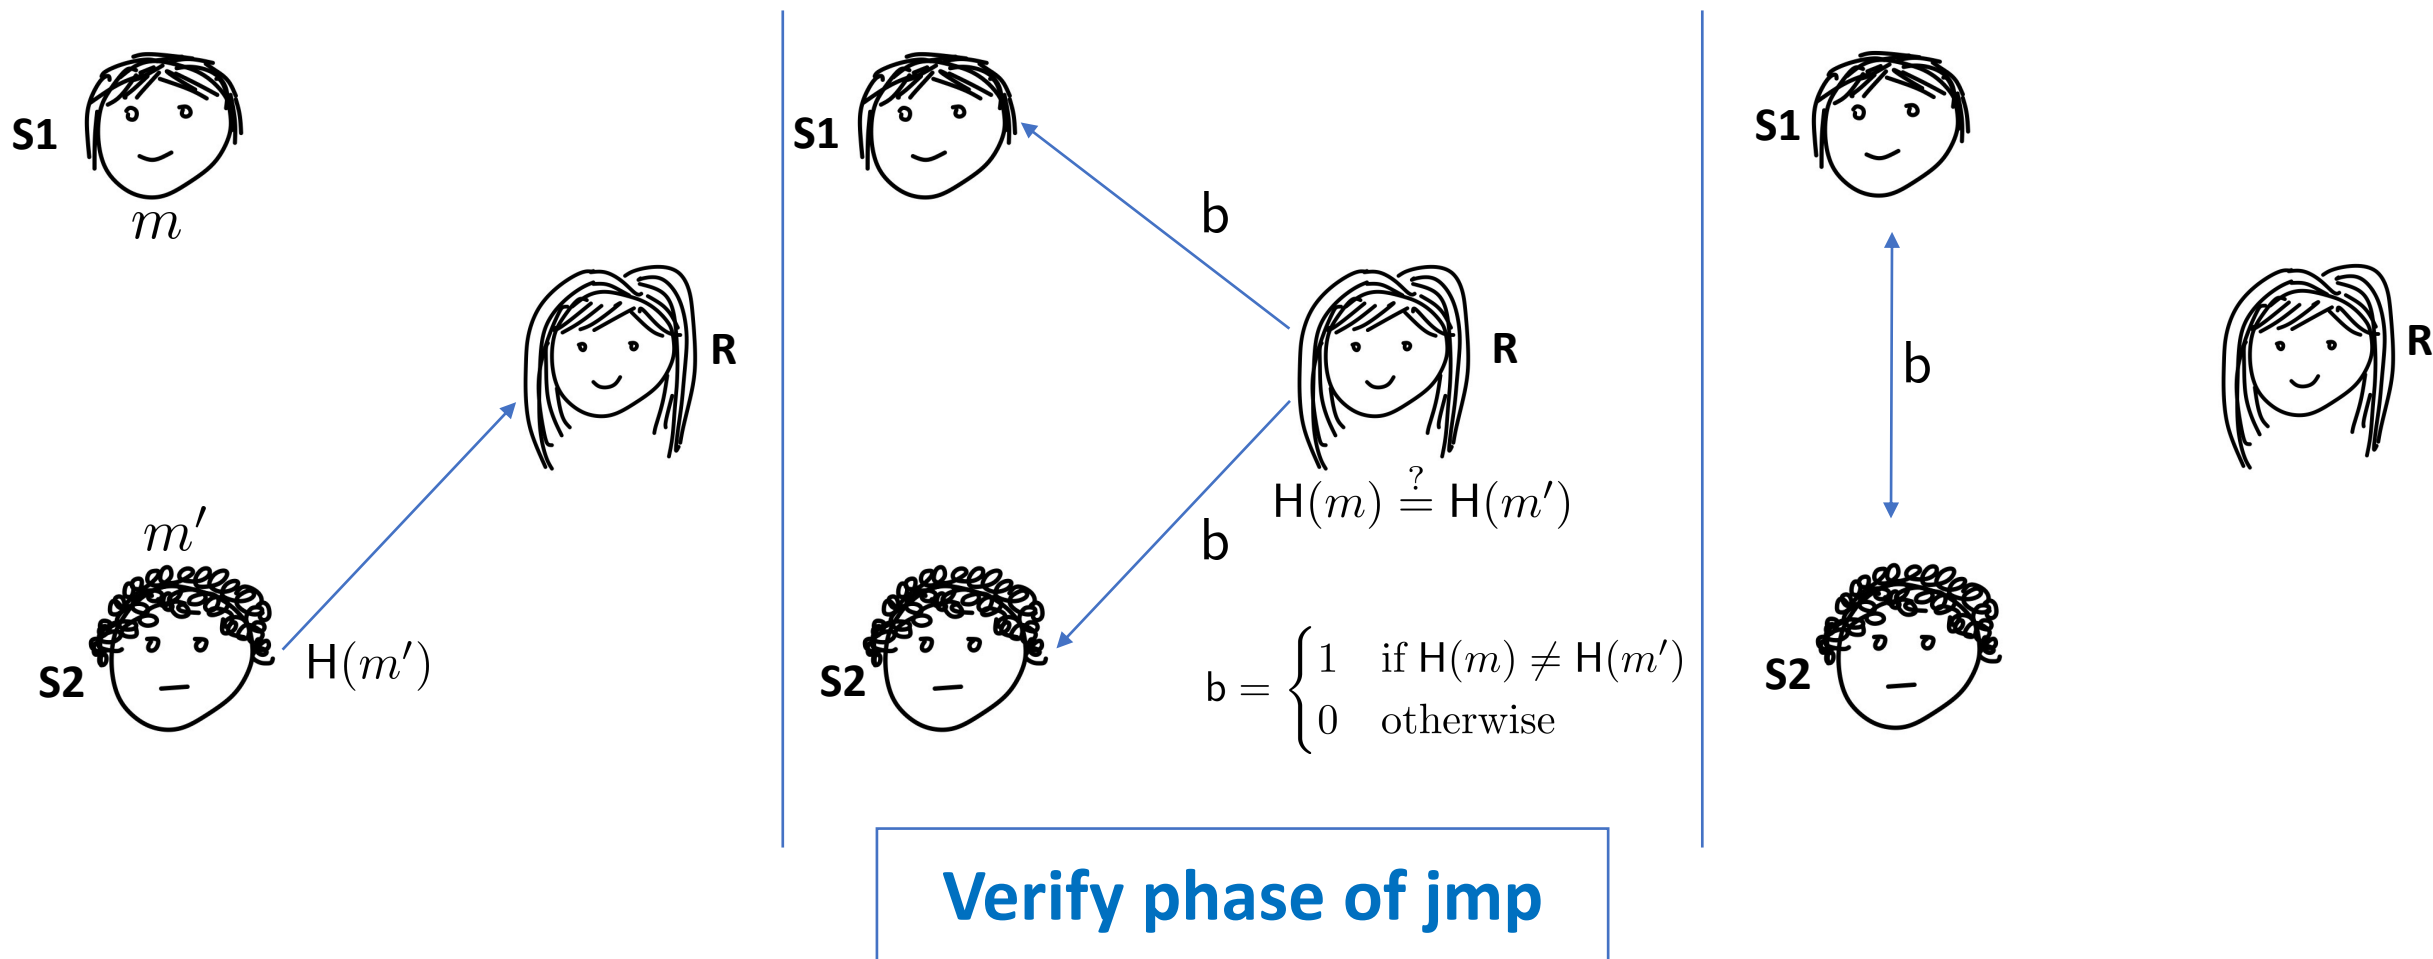 S1
m
m′
S2
H(m′)
R
S1
b
R
H(m) ≟ H(m′)
b
S2
b = { 1 if H(m) ≠ H(m′)
0 otherwise
S1
b
R
S2
Verify phase of jmp